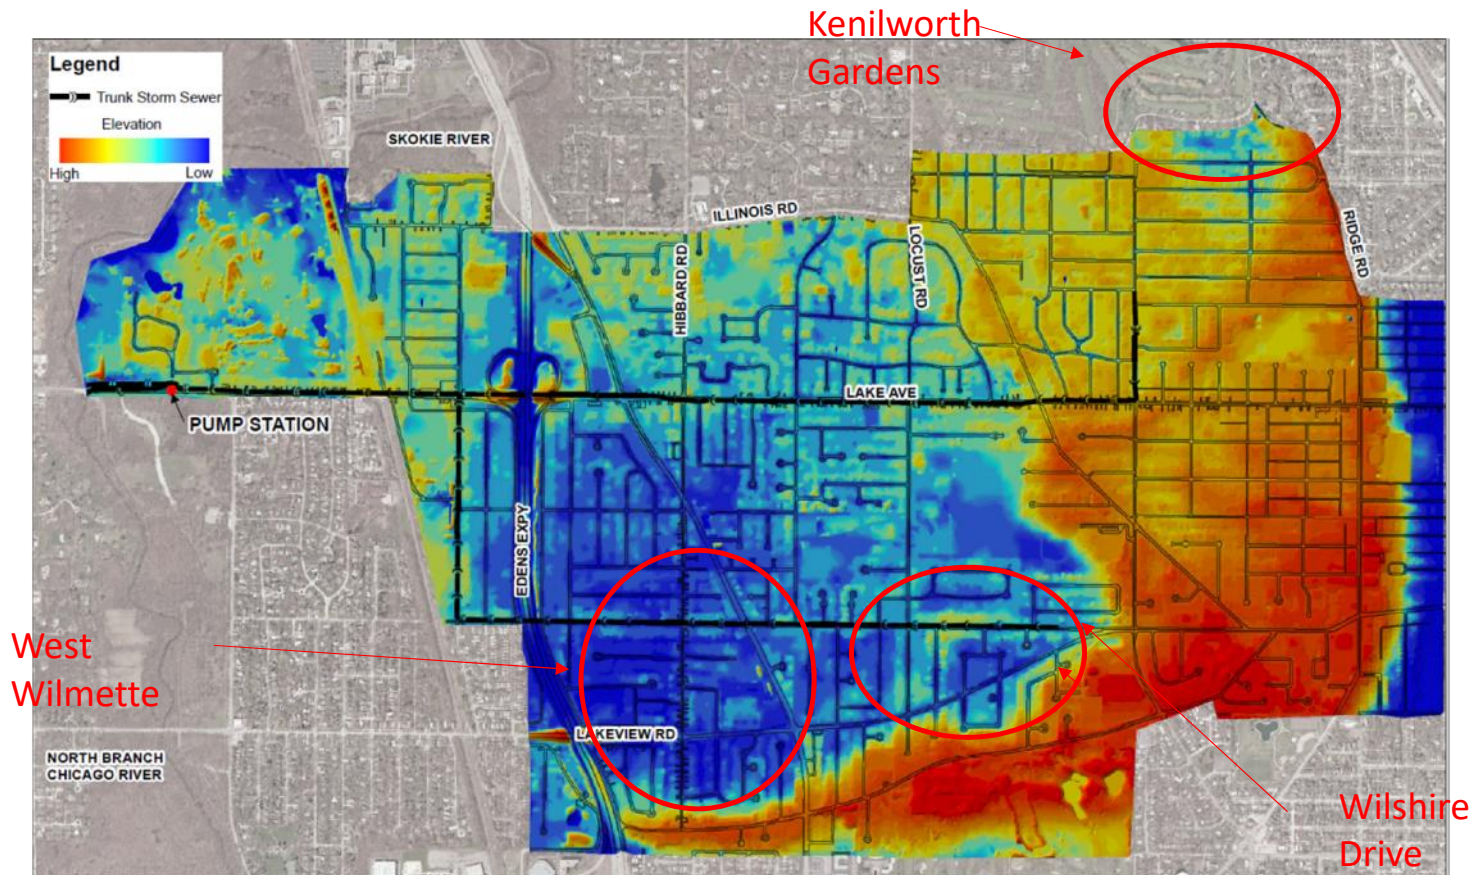 Kenilworth
Gardens
Legend
Trunk Storm Sewer
Elevation
High
Low
SKOKIE RIVER
ILLINOIS RD
HIBBARD RD
LOCUST RD
RIDGE RD
LAKE AVE
PUMP STATION
EDENS EXPY
West
Wilmette
LAKEVIEW RD
NORTH BRANCH
CHICAGO RIVER
Wilshire
Drive